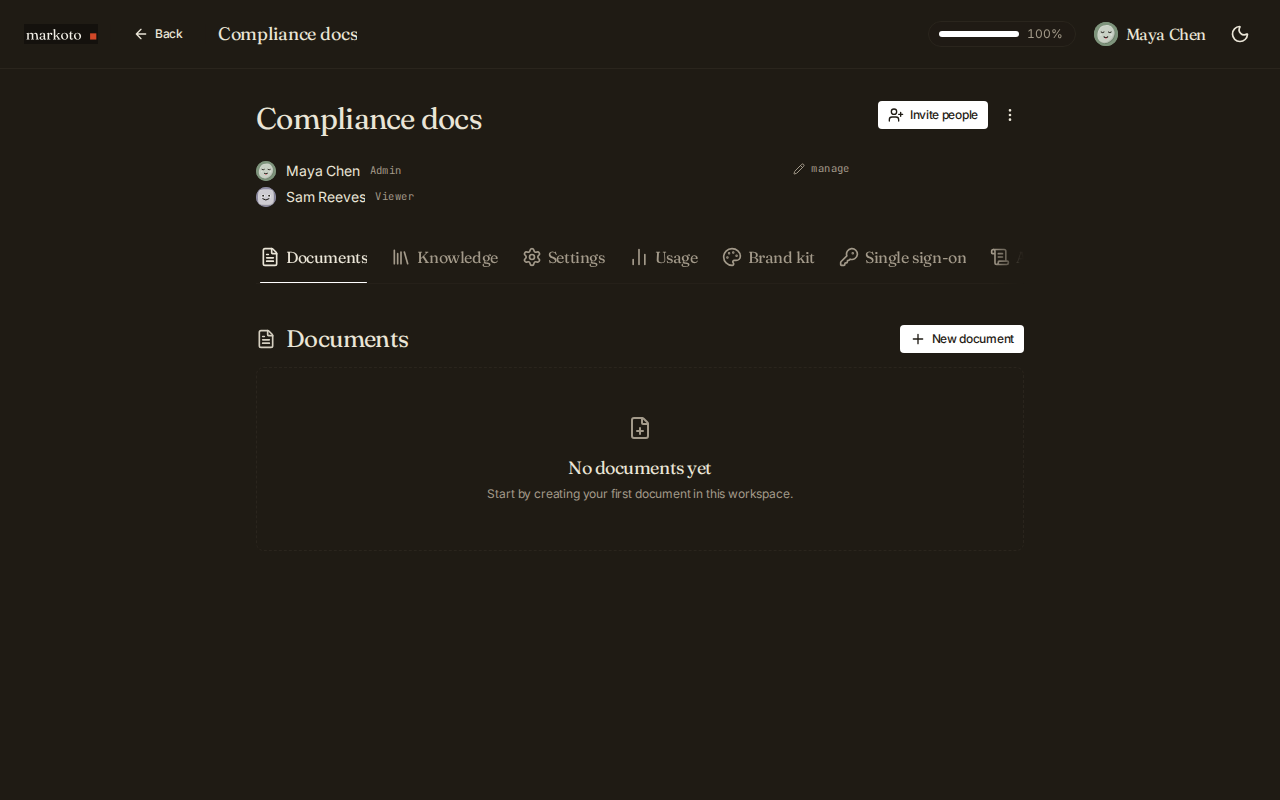 markoto
Back
Compliance docs
100%
Maya Chen
Compliance docs
Invite people
Maya Chen Admin
manage
Sam Reeves Viewer
Documents
Knowledge
Settings
Usage
Brand kit
Single sign-on
Documents
New document
No documents yet
Start by creating your first document in this workspace.